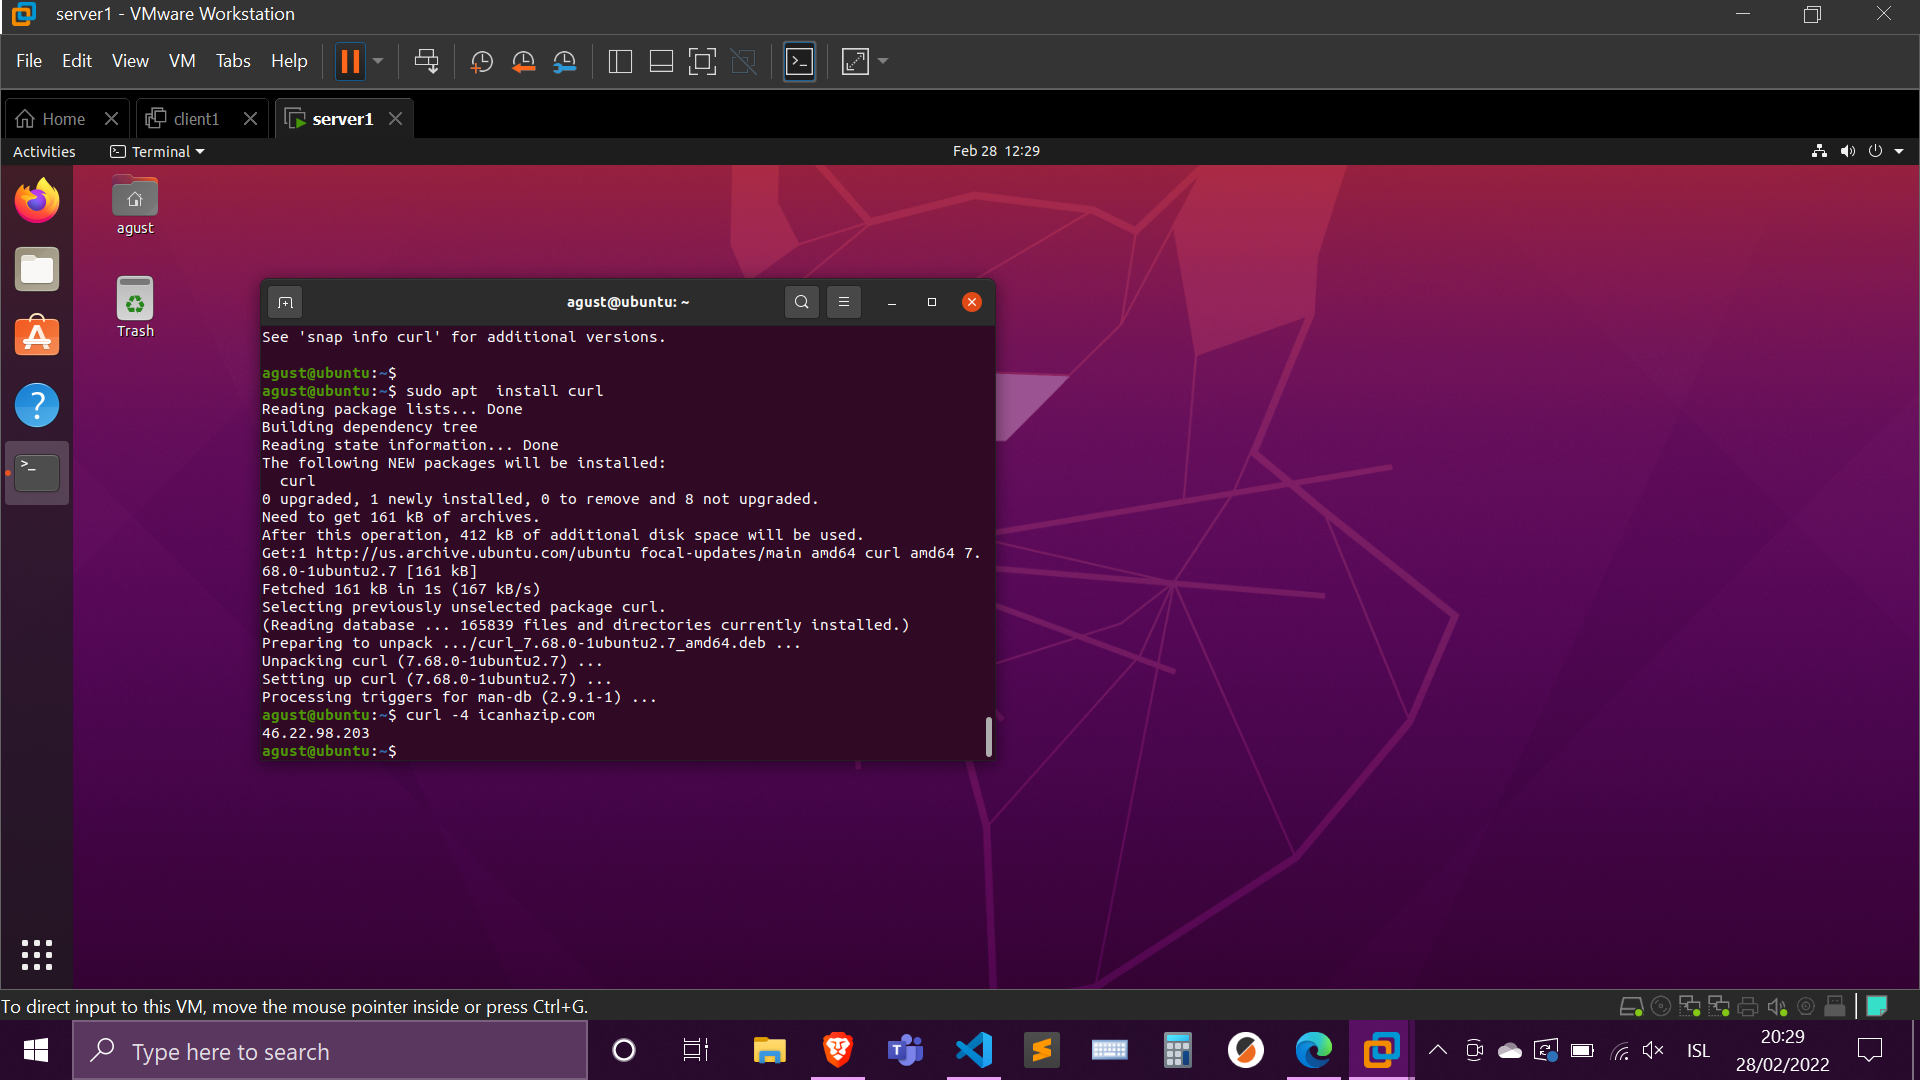 server1 - VMware Workstation
File Edit View VM Tabs Help
Home client1 server1
Activities Terminal Feb 28 12:29
agust
Trash
agust@ubuntu: ~
See 'snap info curl' for additional versions.
agust@ubuntu:~$
agust@ubuntu:~$ sudo apt  install curl
Reading package lists... Done
Building dependency tree
Reading state information... Done
The following NEW packages will be installed:
  curl
0 upgraded, 1 newly installed, 0 to remove and 8 not upgraded.
Need to get 161 kB of archives.
After this operation, 412 kB of additional disk space will be used.
Get:1 http://us.archive.ubuntu.com/ubuntu focal-updates/main amd64 curl amd64 7.
68.0-1ubuntu2.7 [161 kB]
Fetched 161 kB in 1s (167 kB/s)
Selecting previously unselected package curl.
(Reading database ... 165839 files and directories currently installed.)
Preparing to unpack .../curl_7.68.0-1ubuntu2.7_amd64.deb ...
Unpacking curl (7.68.0-1ubuntu2.7) ...
Setting up curl (7.68.0-1ubuntu2.7) ...
Processing triggers for man-db (2.9.1-1) ...
agust@ubuntu:~$ curl -4 icanhazip.com
46.22.98.203
agust@ubuntu:~$
To direct input to this VM, move the mouse pointer inside or press Ctrl+G.
Type here to search
ISL
20:29
28/02/2022